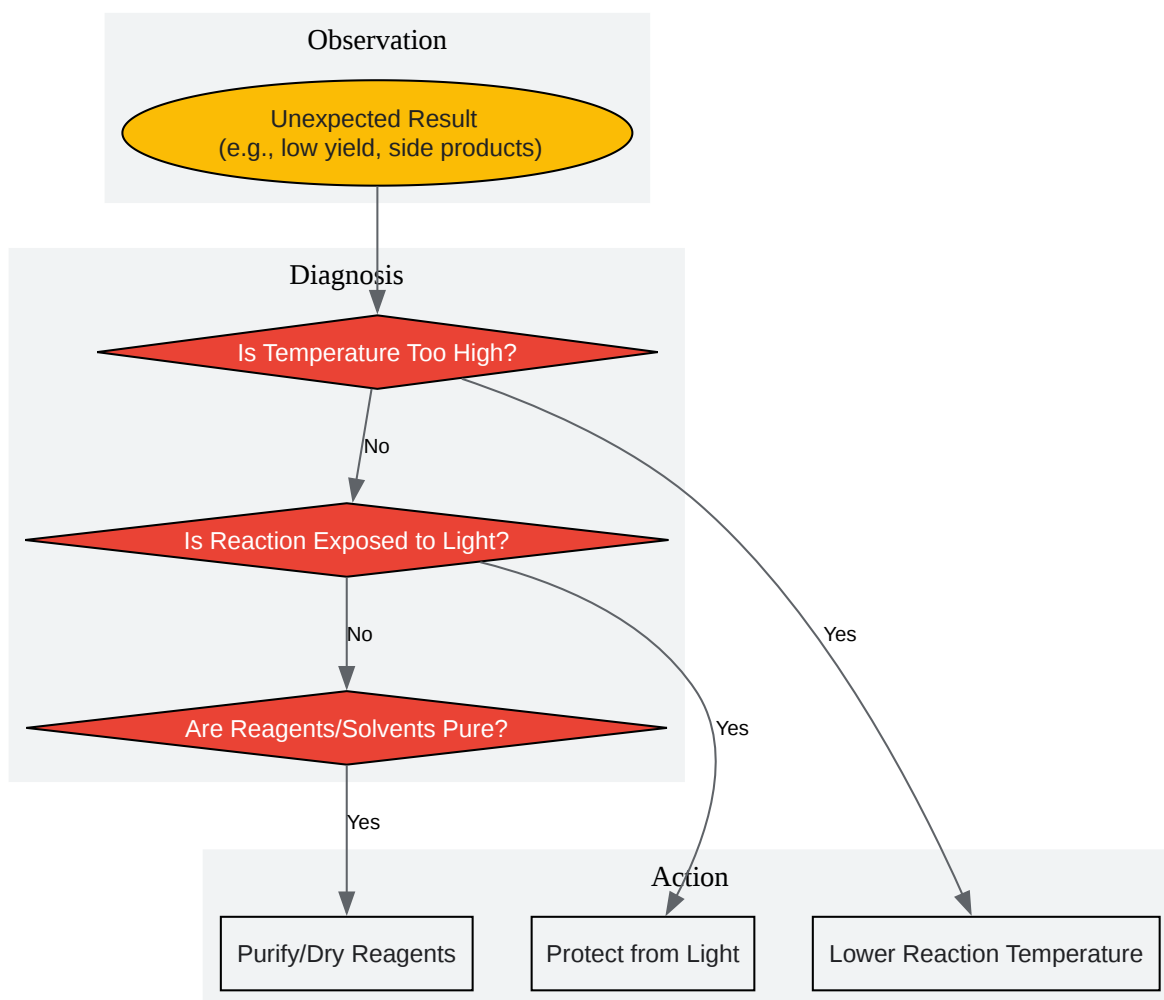 Observation
Unexpected Result
(e.g., low yield, side products)
Diagnosis
Is Temperature Too High?
No
Is Reaction Exposed to Light?
No
Yes
Are Reagents/Solvents Pure?
Yes
Yes
Action
Purify/Dry Reagents
Protect from Light
Lower Reaction Temperature